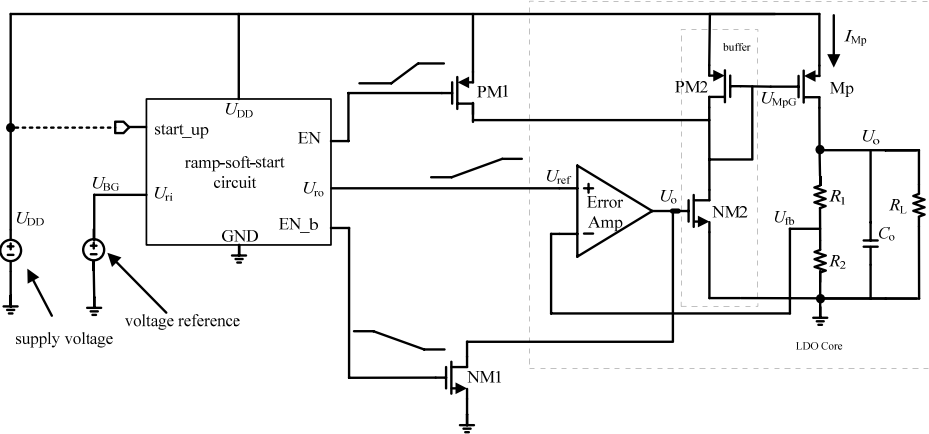 buffer
I_Mp
PM1
PM2
U_MpG
Mp
U_DD
start_up
EN
ramp-soft-start
circuit
U_o
U_BG
U_ri
U_ro
U_ref
+
Error
Amp
−
U_o
NM2
U_fb
R_1
R_L
C_o
R_2
U_DD
EN_b
GND
voltage reference
supply voltage
LDO Core
NM1